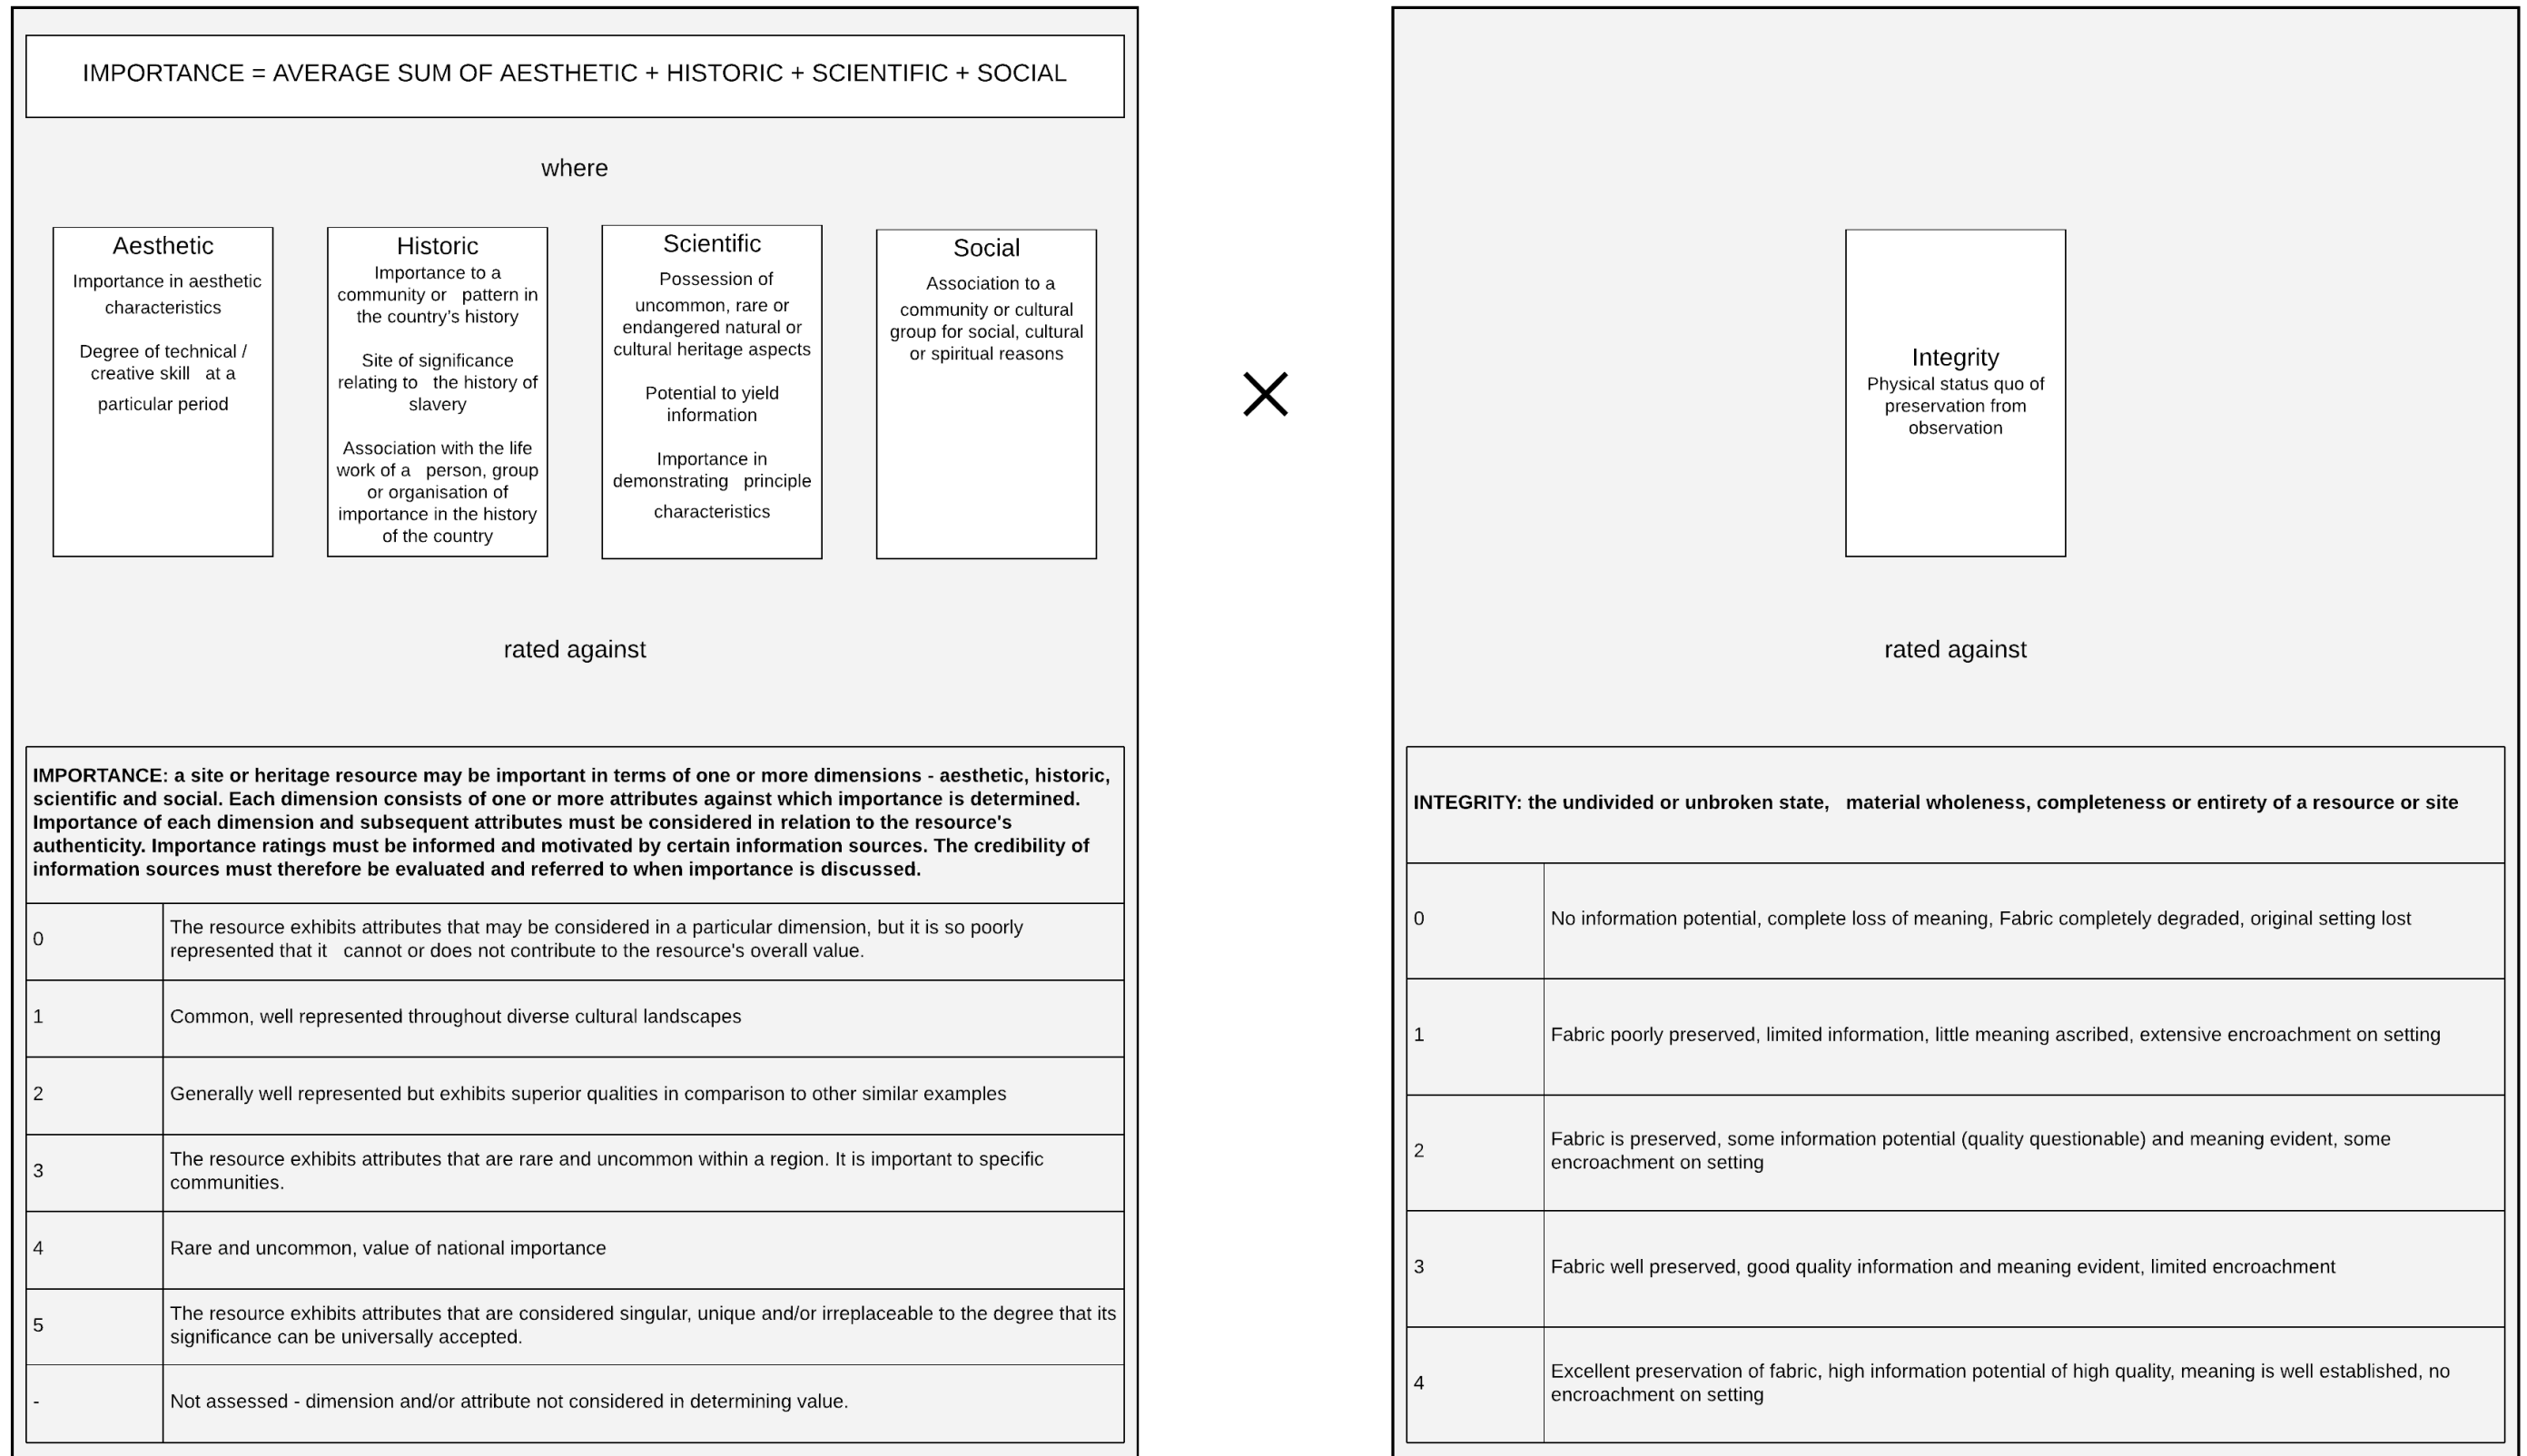 IMPORTANCE = AVERAGE SUM OF AESTHETIC + HISTORIC + SCIENTIFIC + SOCIAL
where
Aesthetic
Importance in aesthetic
characteristics
Degree of technical /
creative skill at a
particular period
Historic
Importance to a
community or pattern in
the country's history
Site of significance
relating to the history of
slavery
Association with the life
work of a person, group
or organisation of
importance in the history
of the country
Scientific
Possession of
uncommon, rare or
endangered natural or
cultural heritage aspects
Potential to yield
information
Importance in
demonstrating principle
characteristics
Social
Association to a
community or cultural
group for social, cultural
or spiritual reasons
rated against
IMPORTANCE: a site or heritage resource may be important in terms of one or more dimensions - aesthetic, historic,
scientific and social. Each dimension consists of one or more attributes against which importance is determined.
Importance of each dimension and subsequent attributes must be considered in relation to the resource's
authenticity. Importance ratings must be informed and motivated by certain information sources. The credibility of
information sources must therefore be evaluated and referred to when importance is discussed.
0
The resource exhibits attributes that may be considered in a particular dimension, but it is so poorly
represented that it cannot or does not contribute to the resource's overall value.
1
Common, well represented throughout diverse cultural landscapes
2
Generally well represented but exhibits superior qualities in comparison to other similar examples
3
The resource exhibits attributes that are rare and uncommon within a region. It is important to specific
communities.
4
Rare and uncommon, value of national importance
5
The resource exhibits attributes that are considered singular, unique and/or irreplaceable to the degree that its
significance can be universally accepted.
-
Not assessed - dimension and/or attribute not considered in determining value.
×
Integrity
Physical status quo of
preservation from
observation
rated against
INTEGRITY: the undivided or unbroken state, material wholeness, completeness or entirety of a resource or site
0
No information potential, complete loss of meaning, Fabric completely degraded, original setting lost
1
Fabric poorly preserved, limited information, little meaning ascribed, extensive encroachment on setting
2
Fabric is preserved, some information potential (quality questionable) and meaning evident, some
encroachment on setting
3
Fabric well preserved, good quality information and meaning evident, limited encroachment
4
Excellent preservation of fabric, high information potential of high quality, meaning is well established, no
encroachment on setting